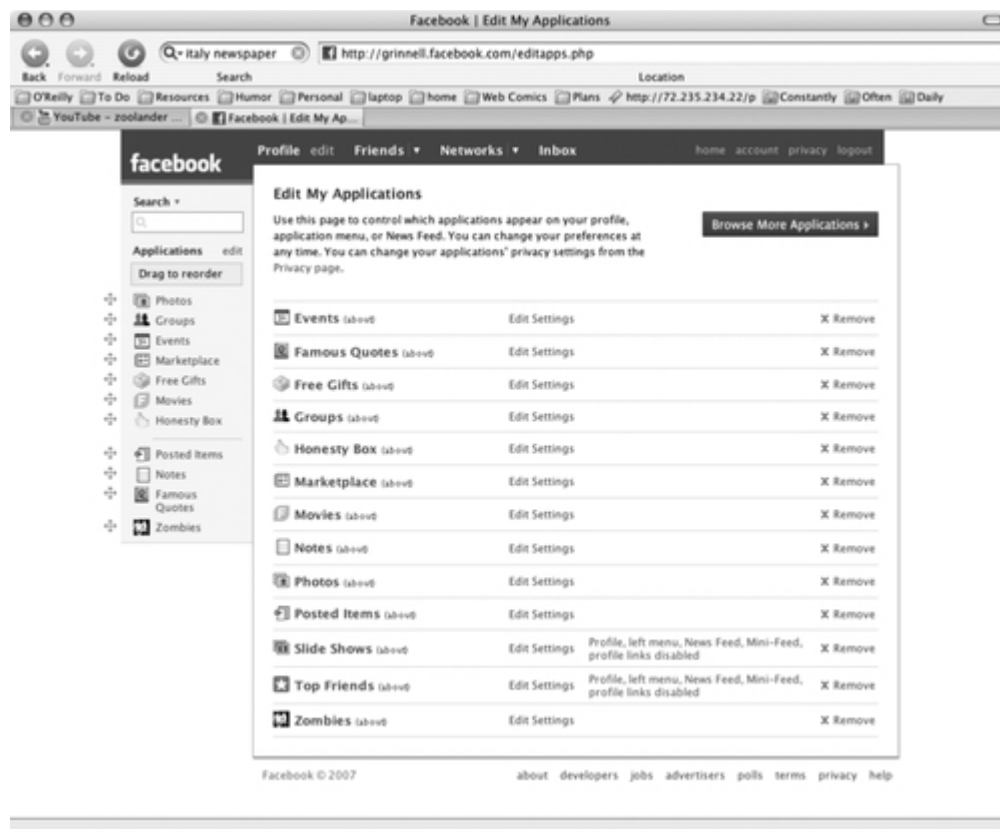 Facebook | Edit My Applications
italy newspaper
http://grinnell.facebook.com/editapps.php
Back Forward Reload Search Location
O'Reilly To Do Resources Humor Personal laptop home Web Comics Plans http://72.235.234.22/p Constantly Often Daily
YouTube – zoolander ... Facebook | Edit My Ap...
facebook
Profile edit Friends Networks Inbox home account privacy logout
Search
Applications edit
Drag to reorder
Photos
Groups
Events
Marketplace
Free Gifts
Movies
Honesty Box
Posted Items
Notes
Famous
Quotes
Zombies
Edit My Applications
Use this page to control which applications appear on your profile,
application menu, or News Feed. You can change your preferences at
any time. You can change your applications' privacy settings from the
Privacy page.
Browse More Applications
Events (about) Edit Settings X Remove
Famous Quotes (about) Edit Settings X Remove
Free Gifts (about) Edit Settings X Remove
Groups (about) Edit Settings X Remove
Honesty Box (about) Edit Settings X Remove
Marketplace (about) Edit Settings X Remove
Movies (about) Edit Settings X Remove
Notes (about) Edit Settings X Remove
Photos (about) Edit Settings X Remove
Posted Items (about) Edit Settings X Remove
Slide Shows (about) Edit Settings Profile, left menu, News Feed, Mini-Feed, X Remove
profile links disabled
Top Friends (about) Edit Settings Profile, left menu, News Feed, Mini-Feed, X Remove
profile links disabled
Zombies (about) Edit Settings X Remove
Facebook © 2007 about developers jobs advertisers polls terms privacy help